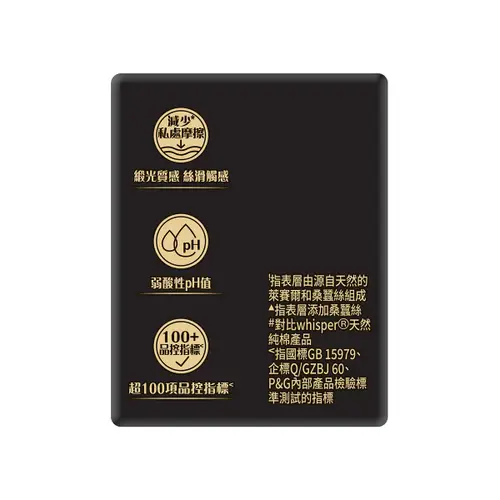 減少*
私處摩擦
緞光質感 絲滑觸感
pH
弱酸性pH值
100+
品控指標<
超100項品控指標<
!指表層由源自天然的
萊賽爾和桑蠶絲組成
▲指表層添加桑蠶絲
#對比whisper®天然
純棉產品
<指國標GB 15979、
企標Q/GZBJ 60、
P&G內部產品檢驗標
準測試的指標